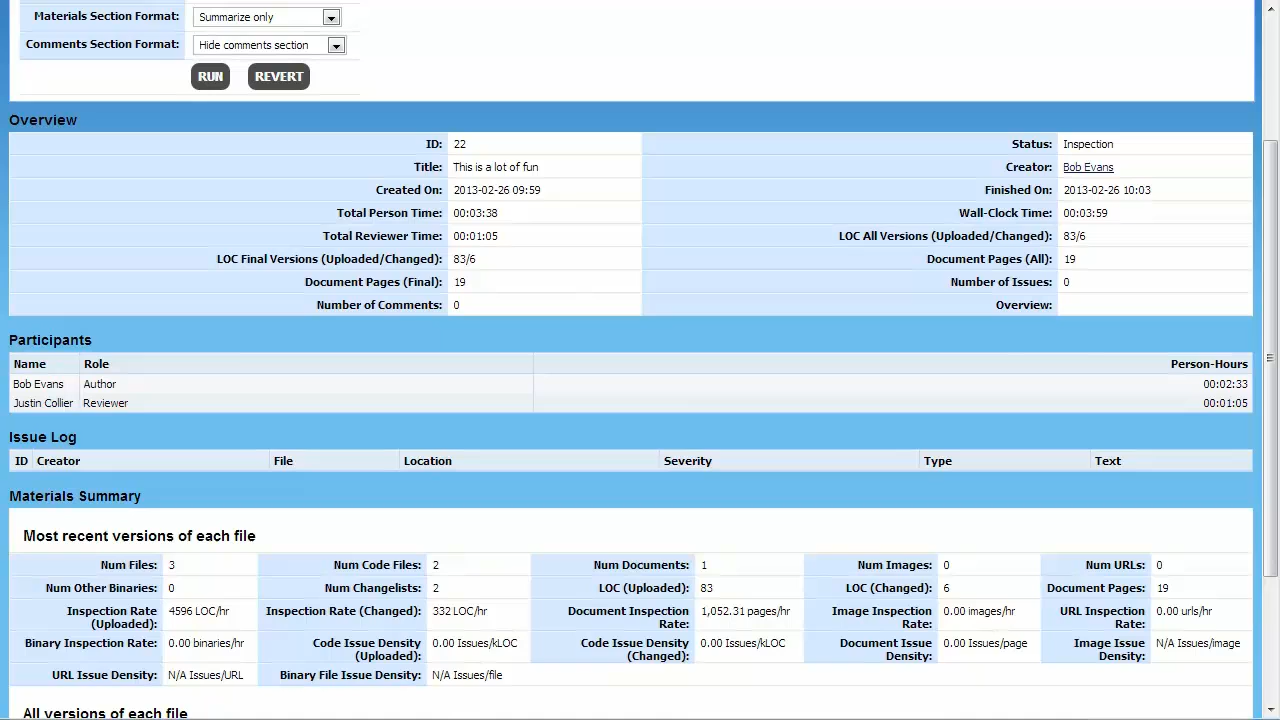 Materials Section Format: Summarize only
Comments Section Format: Hide comments section
RUN REVERT
Overview
ID: 22 Status: Inspection
Title: This is a lot of fun Creator: Bob Evans
Created On: 2013-02-26 09:59 Finished On: 2013-02-26 10:03
Total Person Time: 00:03:38 Wall-Clock Time: 00:03:59
Total Reviewer Time: 00:01:05 LOC All Versions (Uploaded/Changed): 83/6
LOC Final Versions (Uploaded/Changed): 83/6 Document Pages (All): 19
Document Pages (Final): 19 Number of Issues: 0
Number of Comments: 0 Overview:
Participants
Name Role Person-Hours
Bob Evans Author 00:02:33
Justin Collier Reviewer 00:01:05
Issue Log
ID Creator File Location Severity Type Text
Materials Summary
Most recent versions of each file
Num Files: 3 Num Code Files: 2 Num Documents: 1 Num Images: 0 Num URLs: 0
Num Other Binaries: 0 Num Changelists: 2 LOC (Uploaded): 83 LOC (Changed): 6 Document Pages: 19
Inspection Rate (Uploaded): 4596 LOC/hr Inspection Rate (Changed): 332 LOC/hr Document Inspection Rate: 1,052.31 pages/hr Image Inspection Rate: 0.00 images/hr URL Inspection Rate: 0.00 urls/hr
Binary Inspection Rate: 0.00 binaries/hr Code Issue Density (Uploaded): 0.00 Issues/kLOC Code Issue Density (Changed): 0.00 Issues/kLOC Document Issue Density: 0.00 Issues/page Image Issue Density: N/A Issues/image
URL Issue Density: N/A Issues/URL Binary File Issue Density: N/A Issues/file
All versions of each file